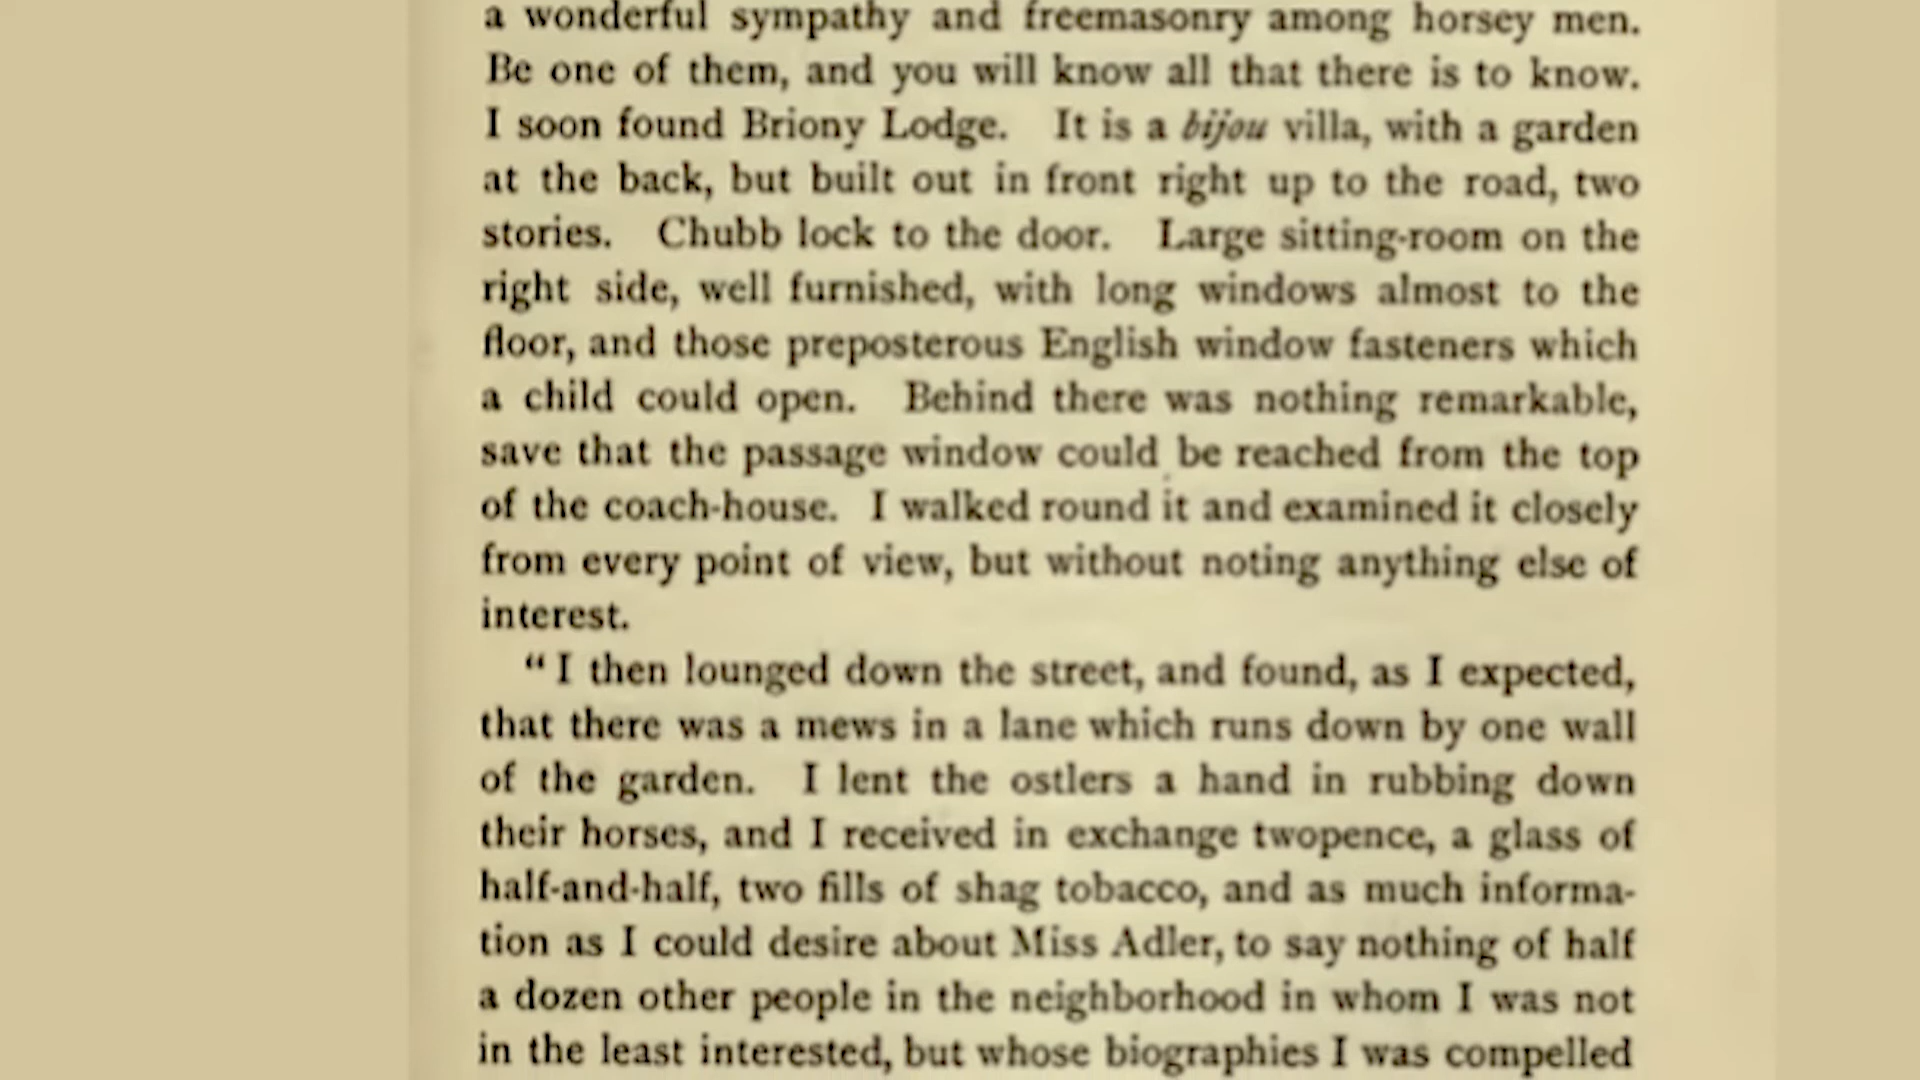 a wonderful sympathy and freemasonry among horsey men.
Be one of them, and you will know all that there is to know.
I soon found Briony Lodge. It is a bijou villa, with a garden
at the back, but built out in front right up to the road, two
stories. Chubb lock to the door. Large sitting-room on the
right side, well furnished, with long windows almost to the
floor, and those preposterous English window fasteners which
a child could open. Behind there was nothing remarkable,
save that the passage window could be reached from the top
of the coach-house. I walked round it and examined it closely
from every point of view, but without noting anything else of
interest.
“ I then lounged down the street, and found, as I expected,
that there was a mews in a lane which runs down by one wall
of the garden. I lent the ostlers a hand in rubbing down
their horses, and I received in exchange twopence, a glass of
half-and-half, two fills of shag tobacco, and as much informa-
tion as I could desire about Miss Adler, to say nothing of half
a dozen other people in the neighborhood in whom I was not
in the least interested, but whose biographies I was compelled